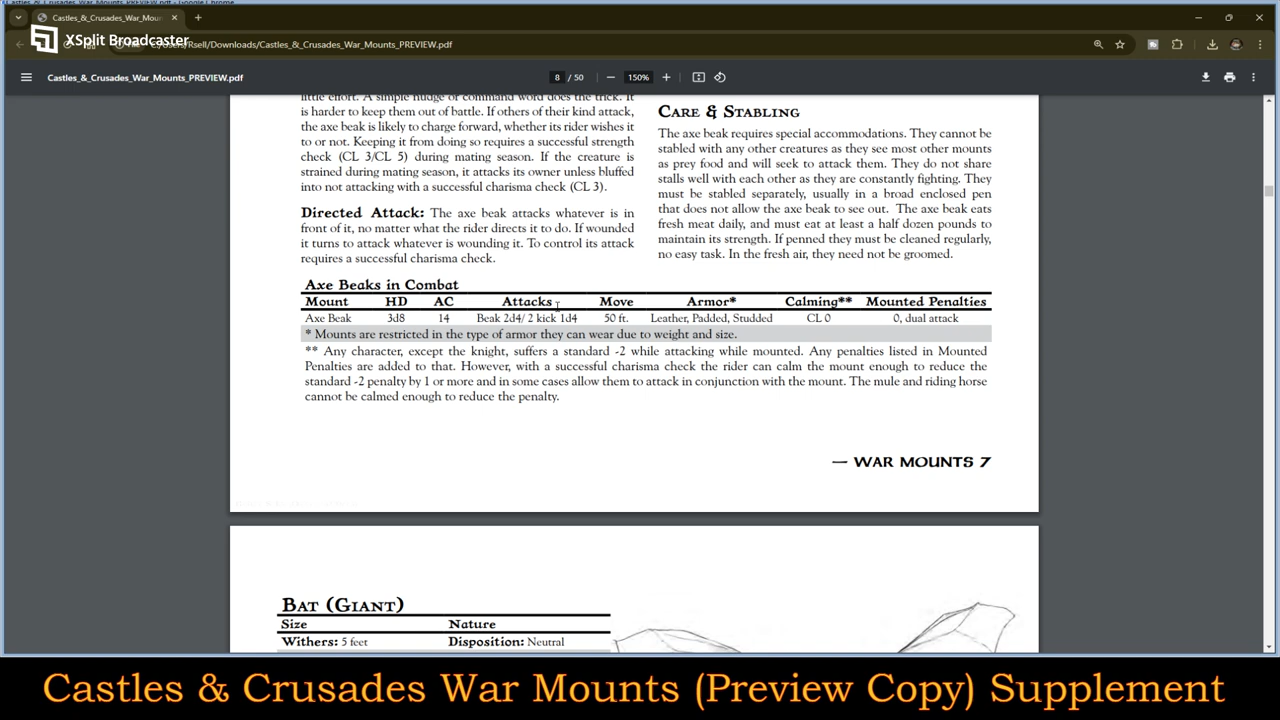 Castles_&_Crusades_War_Mou
XSplit Broadcaster
/Rsell/Downloads/Castles_&_Crusades_War_Mounts_PREVIEW.pdf
Castles_&_Crusades_War_Mounts_PREVIEW.pdf
8 / 50
150%
little effort. A simple nudge or command word does the trick. It
is harder to keep them out of battle. If others of their kind attack,
the axe beak is likely to charge forward, whether its rider wishes it
to or not. Keeping it from doing so requires a successful strength
check (CL 3/CL 5) during mating season. If the creature is
strained during mating season, it attacks its owner unless bluffed
into not attacking with a successful charisma check (CL 3).
Directed Attack: The axe beak attacks whatever is in
front of it, no matter what the rider directs it to do. If wounded
it turns to attack whatever is wounding it. To control its attack
requires a successful charisma check.
Care & Stabling
The axe beak requires special accommodations. They cannot be
stabled with any other creatures as they see most other mounts
as prey food and will seek to attack them. They do not share
stalls well with each other as they are constantly fighting. They
must be stabled separately, usually in a broad enclosed pen
that does not allow the axe beak to see out. The axe beak eats
fresh meat daily, and must eat at least a half dozen pounds to
maintain its strength. If penned they must be cleaned regularly,
no easy task. In the fresh air, they need not be groomed.
Axe Beaks in Combat
Mount HD AC Attacks Move Armor* Calming** Mounted Penalties
Axe Beak 3d8 14 Beak 2d4/ 2 kick 1d4 50 ft. Leather, Padded, Studded CL 0 0, dual attack
* Mounts are restricted in the type of armor they can wear due to weight and size.
** Any character, except the knight, suffers a standard -2 while attacking while mounted. Any penalties listed in Mounted
Penalties are added to that. However, with a successful charisma check the rider can calm the mount enough to reduce the
standard -2 penalty by 1 or more and in some cases allow them to attack in conjunction with the mount. The mule and riding horse
cannot be calmed enough to reduce the penalty.
— WAR MOUNTS 7
Bat (Giant)
Size Nature
Withers: 5 feet Disposition: Neutral
Castles & Crusades War Mounts (Preview Copy) Supplement